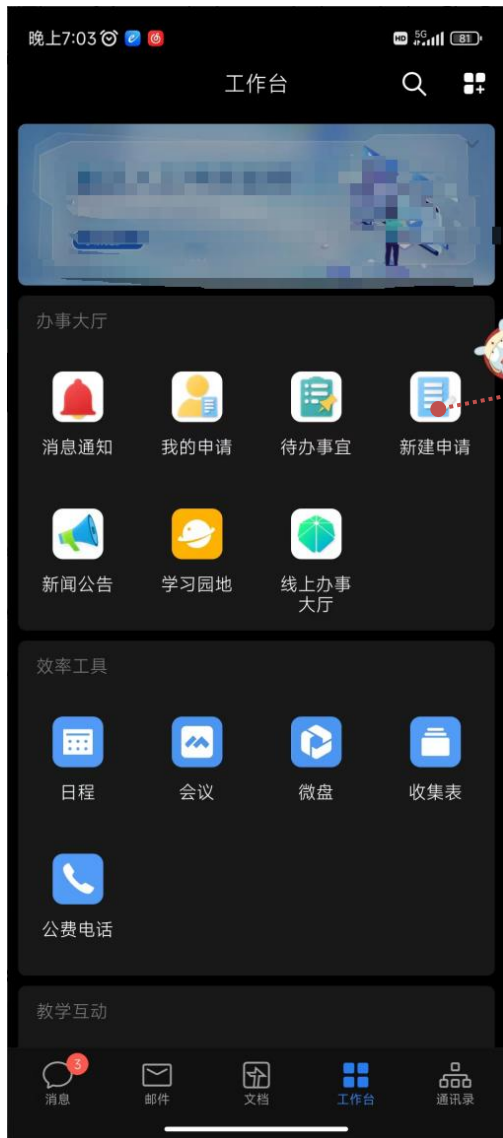 晚上7:03
HD 5G 81
工作台
办事大厅
消息通知 我的申请 待办事宜 新建申请
新闻公告 学习园地 线上办事
大厅
效率工具
日程 会议 微盘 收集表
公费电话
教学互动
3
消息 邮件 文档 工作台 通讯录